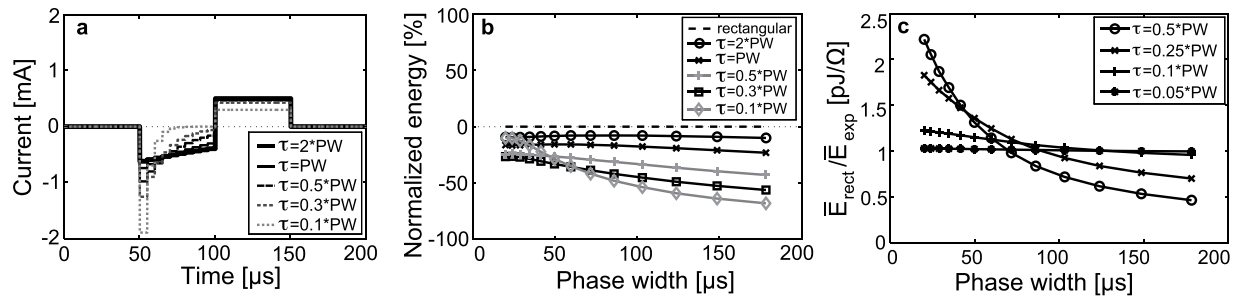 a
Current [mA]
2
1
0
-1
-2
τ=2*PW
τ=PW
τ=0.5*PW
τ=0.3*PW
τ=0.1*PW
0 50 100 150 200
Time [µs]
b
Normalized energy [%]
100
50
0
-50
-100
rectangular
τ=2*PW
τ=PW
τ=0.5*PW
τ=0.3*PW
τ=0.1*PW
0 50 100 150 200
Phase width [µs]
c
E̅rect/E̅exp [pJ/Ω]
2.5
2
1.5
1
0.5
0
τ=0.5*PW
τ=0.25*PW
τ=0.1*PW
τ=0.05*PW
0 50 100 150 200
Phase width [µs]